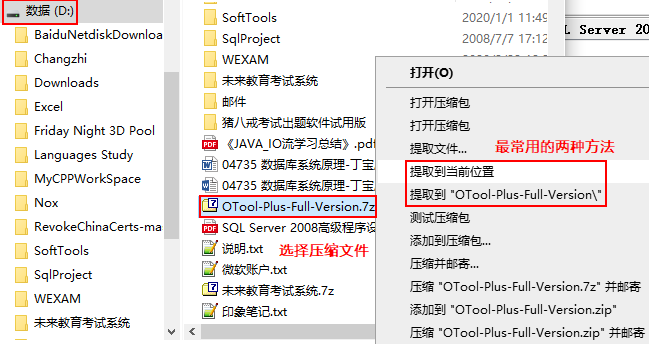 数据 (D:)
BaiduNetdiskDownloa
Changzhi
Downloads
Excel
Friday Night 3D Pool
Languages Study
MyCPPWorkSpace
Nox
RevokeChinaCerts-ma
SoftTools
SqlProject
WEXAM
未来教育考试系统
SoftTools 2020/1/1 11:49
SqlProject 2008/7/7 17:12
WEXAM
未来教育考试系统
邮件
猪八戒考试出题软件试用版
《JAVA_IO流学习总结》.pdf
04735 数据库系统原理-丁宝康
04735 数据库系统原理-丁宝
OTool-Plus-Full-Version.7z
SQL Server 2008高级程序设
说明.txt
选择压缩文件
微软账户.txt
未来教育考试系统.7z
印象笔记.txt
QL Server 200
打开(O)
打开压缩包
打开压缩包
提取文件...
最常用的两种方法
提取到当前位置
提取到 "OTool-Plus-Full-Version\"
测试压缩包
添加到压缩包...
压缩并邮寄...
压缩 "OTool-Plus-Full-Version.7z" 并邮寄
添加到 "OTool-Plus-Full-Version.zip"
压缩 "OTool-Plus-Full-Version.zip" 并邮寄